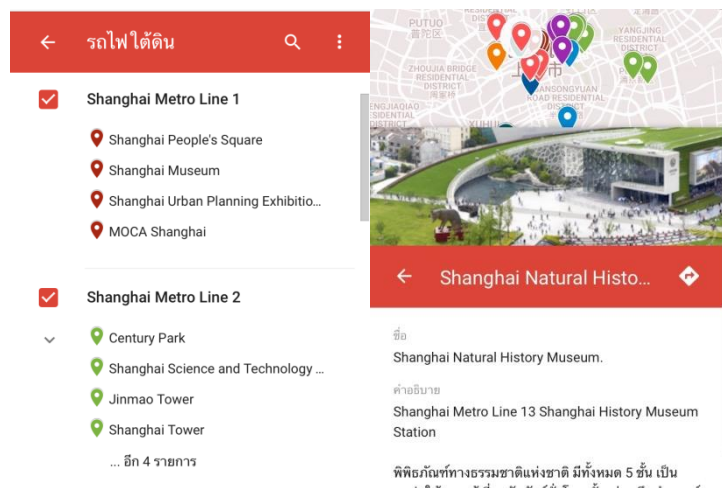 รถไฟใต้ดิน
Shanghai Metro Line 1
Shanghai People's Square
Shanghai Museum
Shanghai Urban Planning Exhibitio...
MOCA Shanghai
Shanghai Metro Line 2
Century Park
Shanghai Science and Technology ...
Jinmao Tower
Shanghai Tower
... อีก 4 รายการ
PUTUO
普陀区
YANGJING
RESIDENTIAL
DISTRICT
ZHOUJIA BRIDGE
RESIDENTIAL
DISTRICT
周家桥
ROAD RESIDENTIAL
DISTRICT
XUHUI
Shanghai Natural Histo...
ชื่อ
Shanghai Natural History Museum.
คำอธิบาย
Shanghai Metro Line 13 Shanghai History Museum
Station
พิพิธภัณฑ์ทางธรรมชาติแห่งชาติ มีทั้งหมด 5 ชั้น เป็น